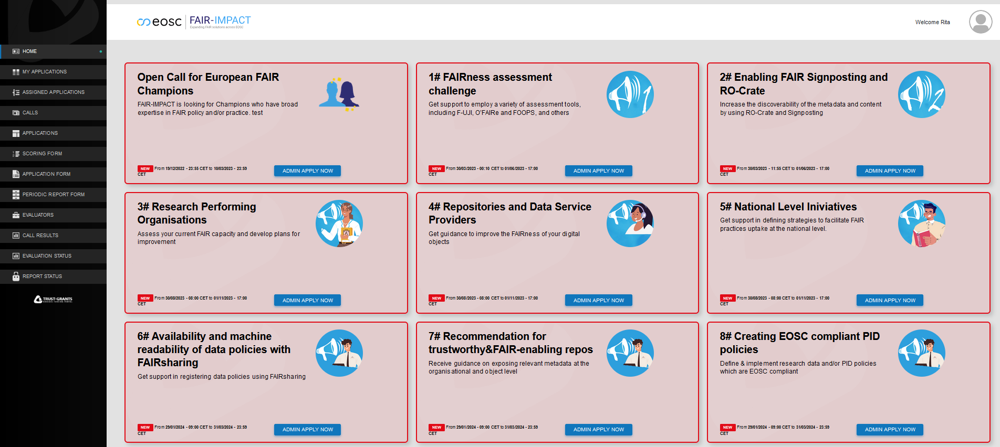 eosc FAIR-IMPACT
Expanding FAIR solutions across EOSC
Welcome Rita
HOME
MY APPLICATIONS
ASSIGNED APPLICATIONS
CALLS
APPLICATIONS
SCORING FORM
APPLICATION FORM
PERIODIC REPORT FORM
EVALUATORS
CALL RESULTS
EVALUATION STATUS
REPORT STATUS
TRUST-GRANTS
CASCADE FUNDING PORTAL
Open Call for European FAIR
Champions
FAIR-IMPACT is looking for Champions who have broad
expertise in FAIR policy and/or practice. test
NEW From 19/12/2022 - 23:55 CET to 10/03/2023 - 23:59
CET
ADMIN APPLY NOW
1# FAIRness assessment
challenge
Get support to employ a variety of assessment tools,
including F-UJI, O'FAIRe and FOOPS, and others
1
NEW From 30/03/2023 - 00:10 CET to 01/06/2023 - 17:00
CET
ADMIN APPLY NOW
2# Enabling FAIR Signposting and
RO-Crate
Increase the discoverability of the metadata and content
by using RO-Crate and Signposting
2
NEW From 30/03/2023 - 11:55 CET to 01/06/2023 - 17:00
CET
ADMIN APPLY NOW
3# Research Performing
Organisations
Assess your current FAIR capacity and develop plans for
improvement
NEW From 30/08/2023 - 08:00 CET to 01/11/2023 - 17:00
CET
ADMIN APPLY NOW
4# Repositories and Data Service
Providers
Get guidance to improve the FAIRness of your digital
objects
NEW From 30/08/2023 - 08:00 CET to 01/11/2023 - 17:00
CET
ADMIN APPLY NOW
5# National Level Iniviatives
Get support in defining strategies to facilitate FAIR
practices uptake at the national level.
NEW From 30/08/2023 - 08:00 CET to 01/11/2023 - 17:00
CET
ADMIN APPLY NOW
6# Availability and machine
readability of data policies with
FAIRsharing
Get support in registering data policies using FAIRsharing
NEW From 29/01/2024 - 09:00 CET to 31/03/2024 - 23:59
CET
ADMIN APPLY NOW
7# Recommendation for
trustworthy&FAIR-enabling repos
Receive guidance on exposing relevant metadata at the
organisational and object level
NEW From 29/01/2024 - 09:00 CET to 31/03/2024 - 23:59
CET
ADMIN APPLY NOW
8# Creating EOSC compliant PID
policies
Define & implement research data and/or PID policies
which are EOSC compliant
NEW From 29/01/2024 - 09:00 CET to 31/03/2024 - 23:59
CET
ADMIN APPLY NOW